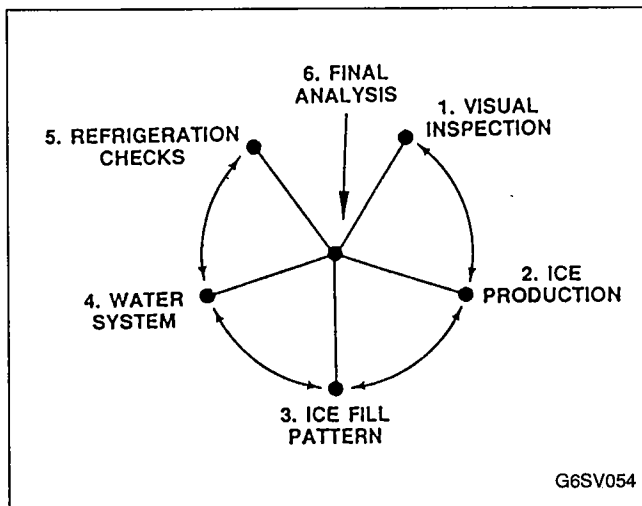 6. FINAL
ANALYSIS
1. VISUAL
INSPECTION
5. REFRIGERATION
CHECKS
2. ICE
PRODUCTION
4. WATER
SYSTEM
3. ICE FILL
PATTERN
G6SV054